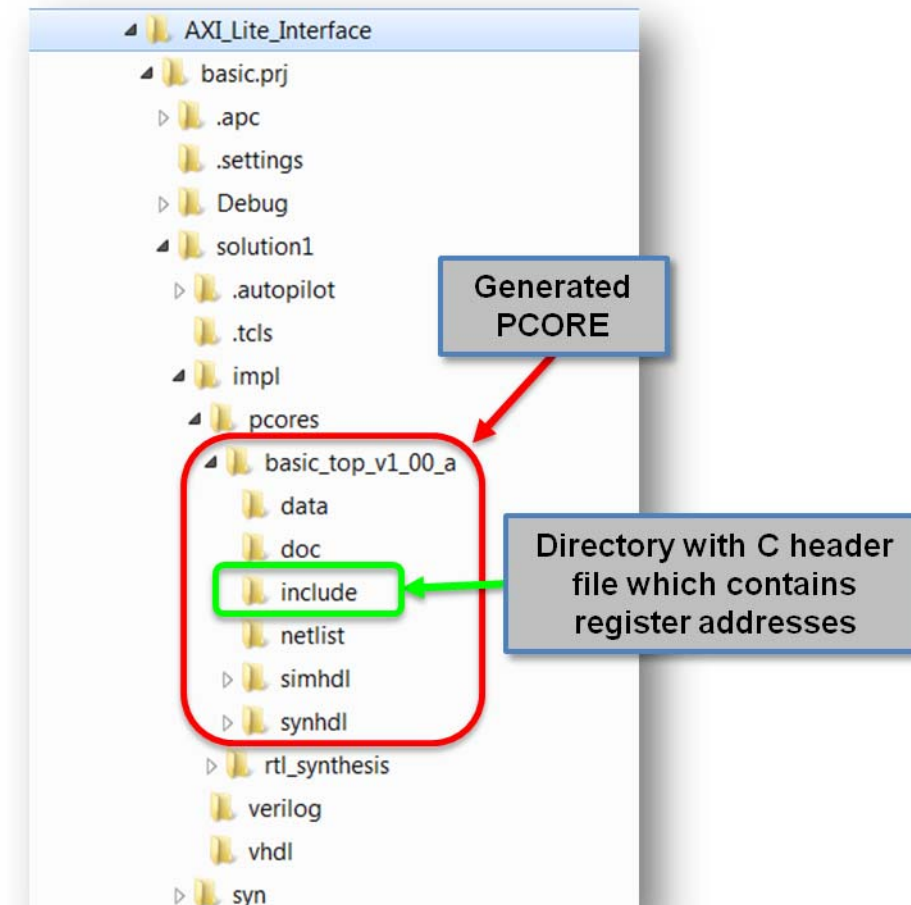 AXI_Lite_Interface
basic.prj
.apc
.settings
Debug
solution1
.autopilot
.tcls
impl
pcores
basic_top_v1_00_a
data
doc
include
netlist
simhdl
synhdl
rtl_synthesis
verilog
vhdl
syn
Generated
PCORE
Directory with C header
file which contains
register addresses